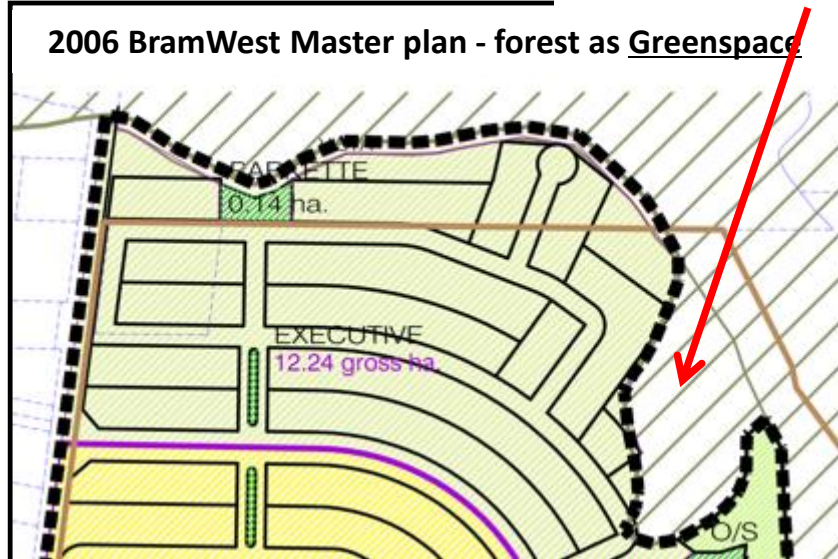 2006 BramWest Master plan - forest as Greenspace
PARKETTE
0.14 ha.
EXECUTIVE
12.24 gross ha.
O/S